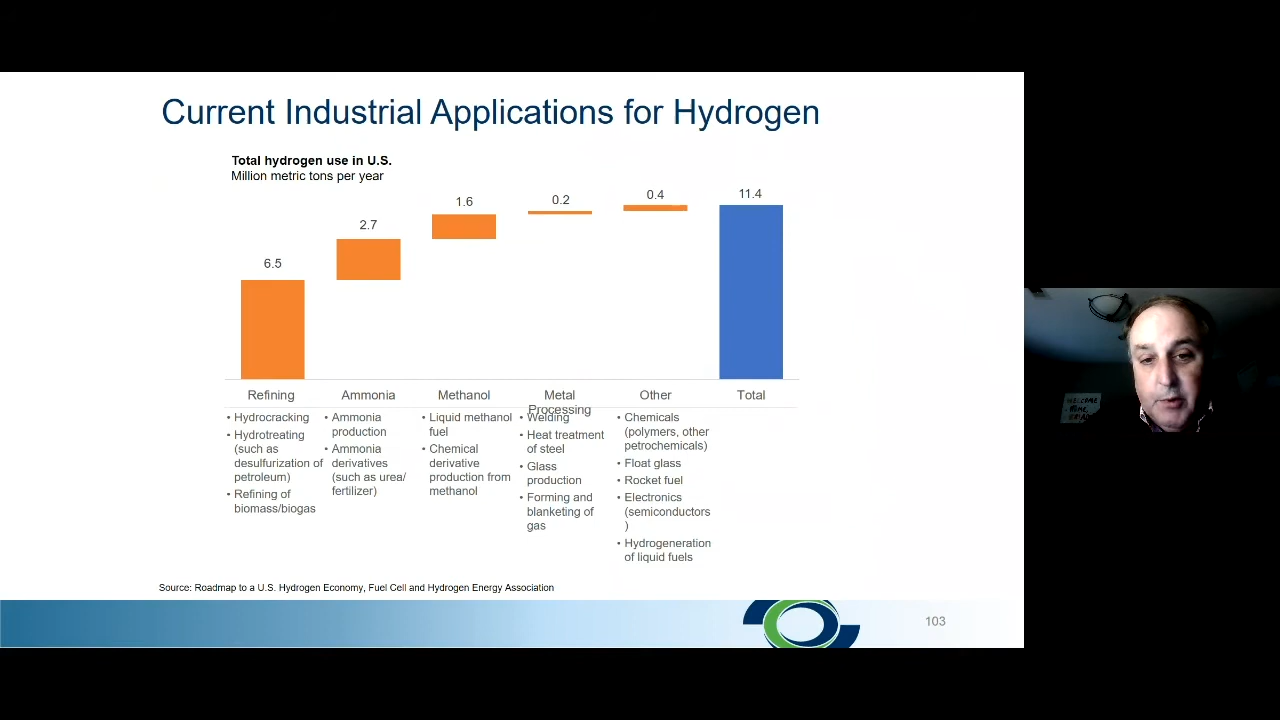 Current Industrial Applications for Hydrogen
Total hydrogen use in U.S.
Million metric tons per year
6.5
2.7
1.6
0.2
0.4
11.4
Refining
Ammonia
Methanol
Metal
Processing
Other
Total
• Hydrocracking
• Hydrotreating
(such as
desulfurization of
petroleum)
• Refining of
biomass/biogas
• Ammonia
production
• Ammonia
derivatives
(such as urea/
fertilizer)
• Liquid methanol
fuel
• Chemical
derivative
production from
methanol
• Welding
• Heat treatment
of steel
• Glass
production
• Forming and
blanketing of
gas
• Chemicals
(polymers, other
petrochemicals)
• Float glass
• Rocket fuel
• Electronics
(semiconductors
)
• Hydrogeneration
of liquid fuels
Source: Roadmap to a U.S. Hydrogen Economy, Fuel Cell and Hydrogen Energy Association
103
WELCOME
HOME,